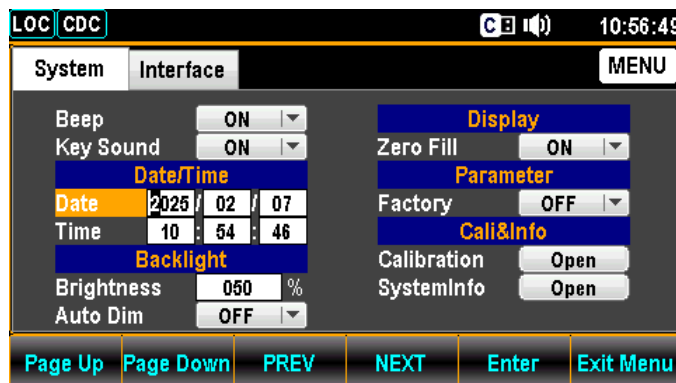 LOC CDC C 10:56:49
System Interface MENU
Beep ON
Key Sound ON
Date/Time
Date 2025 / 02 / 07
Time 10 : 54 : 46
Backlight
Brightness 050 %
Auto Dim OFF
Display
Zero Fill ON
Parameter
Factory OFF
Cali&Info
Calibration Open
SystemInfo Open
Page Up Page Down PREV NEXT Enter Exit Menu